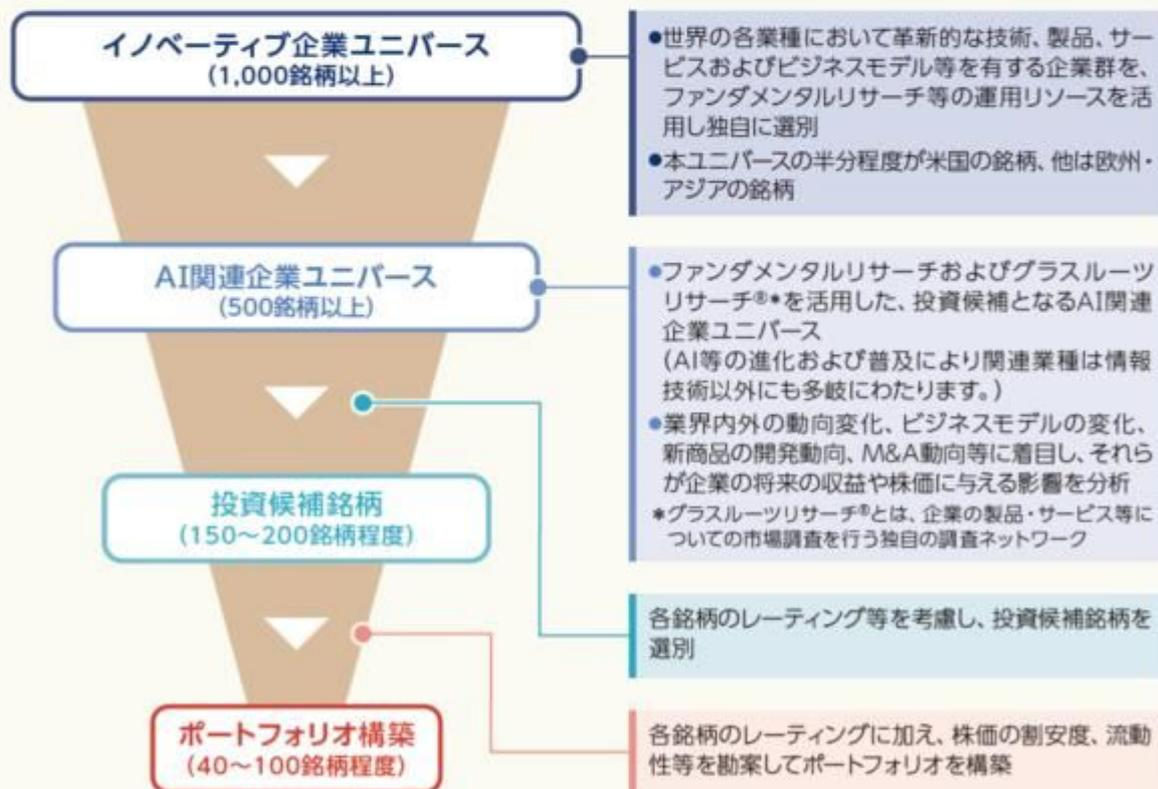 イノベーティブ企業ユニバース
(1,000銘柄以上)
●世界の各業種において革新的な技術、製品、サー
ビスおよびビジネスモデル等を有する企業群を、
ファンダメンタルリサーチ等の運用リソースを活
用し独自に選別
●本ユニバースの半分程度が米国の銘柄、他は欧州・
アジアの銘柄
AI関連企業ユニバース
(500銘柄以上)
●ファンダメンタルリサーチおよびグラスルーツ
リサーチ®*を活用した、投資候補となるAI関連
企業ユニバース
(AI等の進化および普及により関連業種は情報
技術以外にも多岐にわたります。)
●業界内外の動向変化、ビジネスモデルの変化、
新商品の開発動向、M&A動向等に着目し、それら
が企業の将来の収益や株価に与える影響を分析
*グラスルーツリサーチ®とは、企業の製品・サービス等に
ついての市場調査を行う独自の調査ネットワーク
投資候補銘柄
(150〜200銘柄程度)
各銘柄のレーティング等を考慮し、投資候補銘柄を
選別
ポートフォリオ構築
(40〜100銘柄程度)
各銘柄のレーティングに加え、株価の割安度、流動
性等を勘案してポートフォリオを構築